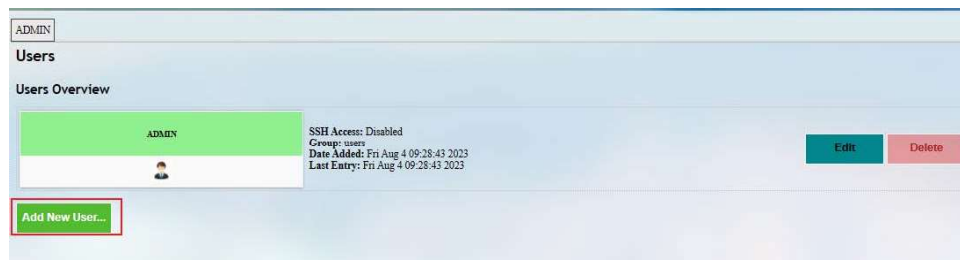 ADMIN
Users
Users Overview
ADMIN
SSH Access: Disabled
Group: users
Date Added: Fri Aug 4 09:28:43 2023
Last Entry: Fri Aug 4 09:28:43 2023
Edit
Delete
Add New User...